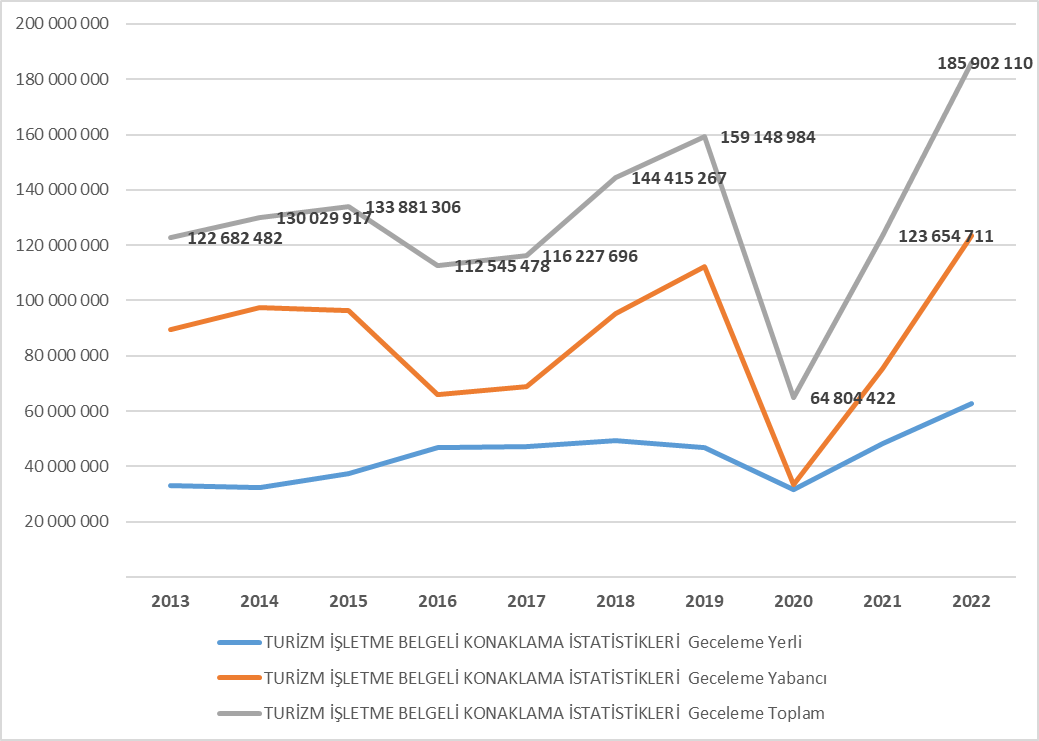 200 000 000
180 000 000
160 000 000
140 000 000
120 000 000
100 000 000
80 000 000
60 000 000
40 000 000
20 000 000
122 682 482
130 029 917
133 881 306
112 545 478
116 227 696
144 415 267
159 148 984
64 804 422
123 654 711
185 902 110
2013 2014 2015 2016 2017 2018 2019 2020 2021 2022
TURİZM İŞLETME BELGELİ KONAKLAMA İSTATİSTİKLERİ Geceleme Yerli
TURİZM İŞLETME BELGELİ KONAKLAMA İSTATİSTİKLERİ Geceleme Yabancı
TURİZM İŞLETME BELGELİ KONAKLAMA İSTATİSTİKLERİ Geceleme Toplam